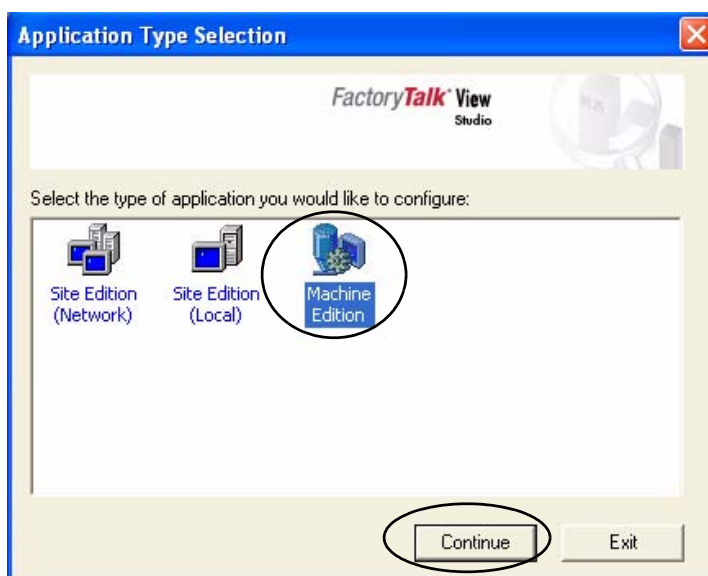 Application Type Selection
FactoryTalk View
Studio
Select the type of application you would like to configure:
Site Edition
(Network)
Site Edition
(Local)
Machine
Edition
Continue
Exit